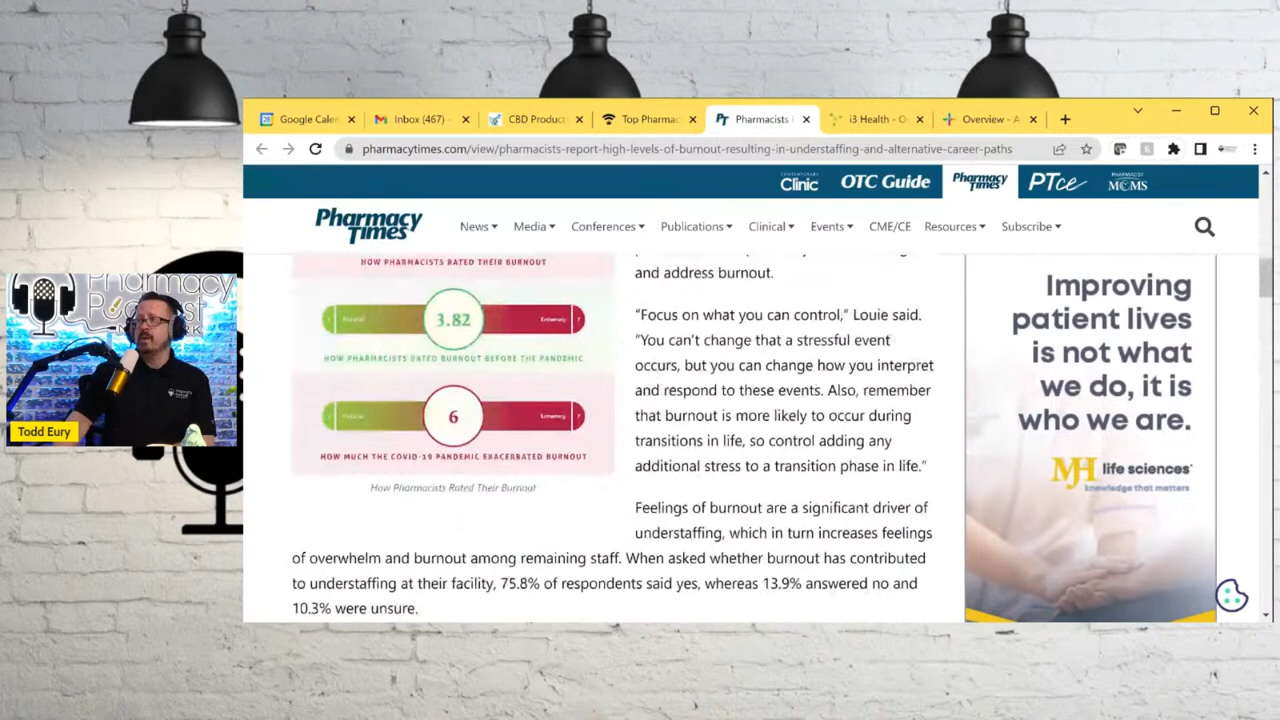 Google Calen
Inbox (467) -
CBD Product
Top Pharmac
Pharmacists
i3 Health - O
Overview - A
pharmacytimes.com/view/pharmacists-report-high-levels-of-burnout-resulting-in-understaffing-and-alternative-career-paths
CONTEMPORARY
Clinic
OTC Guide
Pharmacy
Times
PTce
PHARMACIST
MCMS
Pharmacy
Times
News
Media
Conferences
Publications
Clinical
Events
CME/CE
Resources
Subscribe
HOW PHARMACISTS RATED THEIR BURNOUT
3.82
Extremely
7
HOW PHARMACISTS RATED BURNOUT BEFORE THE PANDEMIC
6
Extremely
7
HOW MUCH THE COVID-19 PANDEMIC EXACERBATED BURNOUT
How Pharmacists Rated Their Burnout
and address burnout.
“Focus on what you can control,” Louie said.
“You can’t change that a stressful event
occurs, but you can change how you interpret
and respond to these events. Also, remember
that burnout is more likely to occur during
transitions in life, so control adding any
additional stress to a transition phase in life.”
Feelings of burnout are a significant driver of
understaffing, which in turn increases feelings
of overwhelm and burnout among remaining staff. When asked whether burnout has contributed
to understaffing at their facility, 75.8% of respondents said yes, whereas 13.9% answered no and
10.3% were unsure.
Improving
patient lives
is not what
we do, it is
who we are.
MJH life sciences®
knowledge that matters
Pharmacy
Podcast
Todd Eury